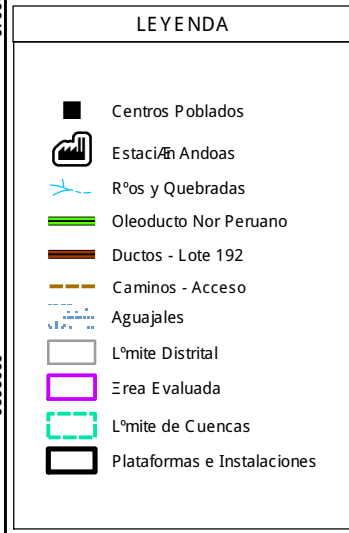 LEYENDA
Centros Poblados
EstaciÆn Andoas
Rºos y Quebradas
Oleoducto Nor Peruano
Ductos - Lote 192
Caminos - Acceso
Aguajales
Lºmite Distrital
Ξrea Evaluada
Lºmite de Cuencas
Plataformas e Instalaciones